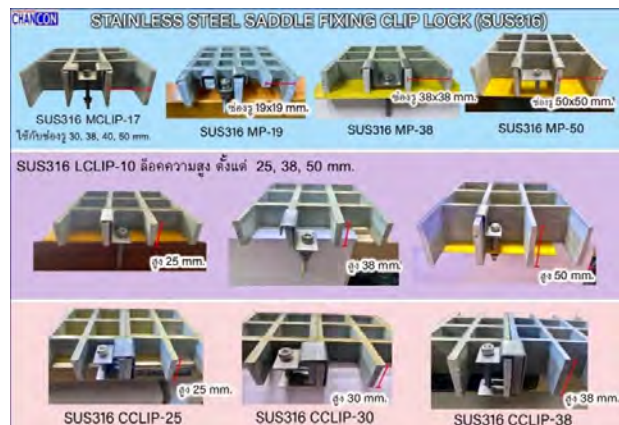 CHANCON
STAINLESS STEEL SADDLE FIXING CLIP LOCK (SUS316)
SUS316 MCLIP-17
ใช้กับช่องรู 30, 38, 40, 50 mm.
ช่องรู 19x19 mm.
SUS316 MP-19
ช่องรู 38x38 mm.
SUS316 MP-38
ช่องรู 50x50 mm.
SUS316 MP-50
SUS316 LCLIP-10 ล็อคความสูง ตั้งแต่ 25, 38, 50 mm.
สูง 25 mm.
สูง 38 mm.
สูง 50 mm.
สูง 25 mm.
SUS316 CCLIP-25
สูง 30 mm.
SUS316 CCLIP-30
สูง 38 mm.
SUS316 CCLIP-38